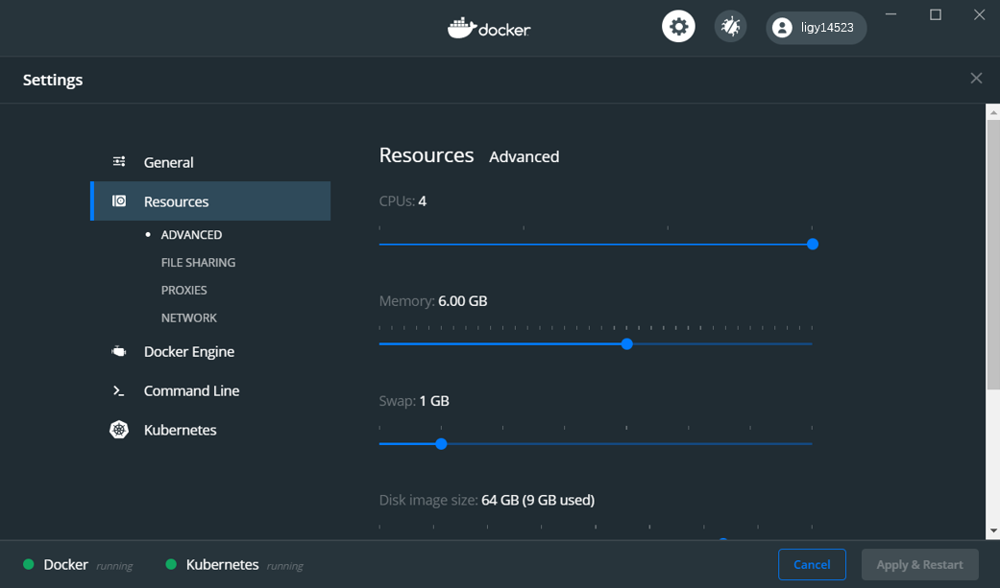 docker
ligy14523
Settings
General
Resources
ADVANCED
FILE SHARING
PROXIES
NETWORK
Docker Engine
Command Line
Kubernetes
Resources Advanced
CPUs: 4
Memory: 6.00 GB
Swap: 1 GB
Disk image size: 64 GB (9 GB used)
Docker running
Kubernetes running
Cancel
Apply & Restart